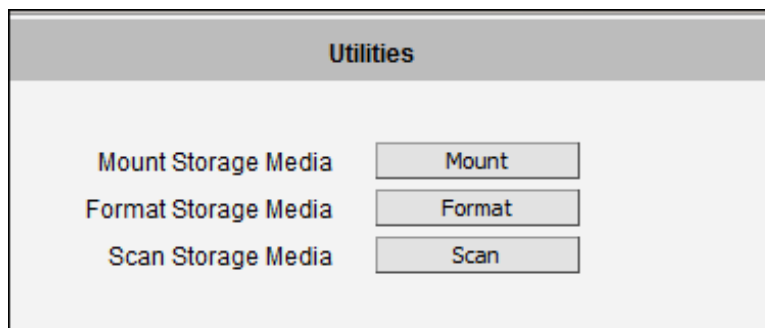 Utilities
Mount Storage Media Mount
Format Storage Media Format
Scan Storage Media Scan